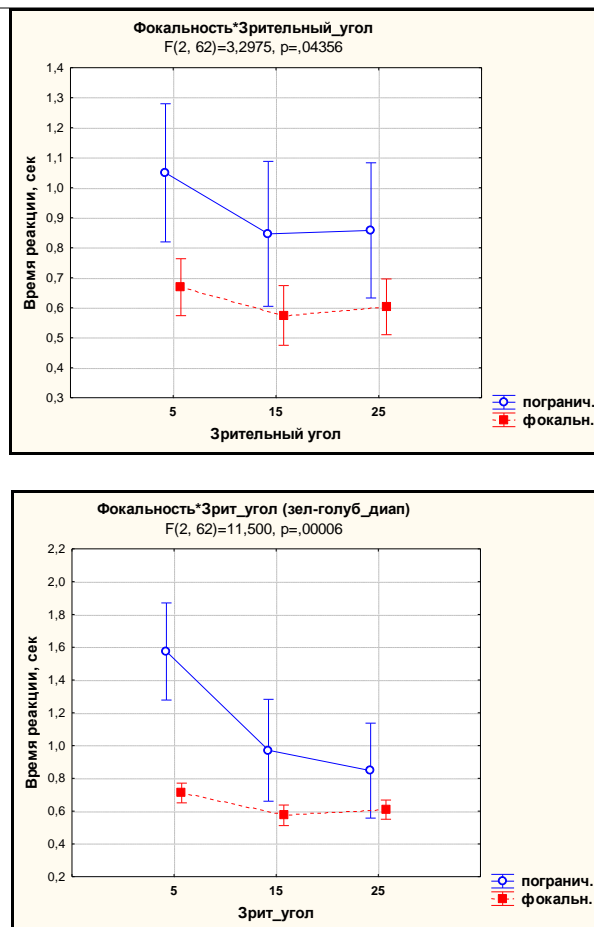 Фокальность*Зрительный_угол
F(2, 62)=3,2975, p=,04356
1,4
1,3
1,2
1,1
1,0
0,9
0,8
0,7
0,6
0,5
0,4
0,3
Время реакции, сек
5 15 25
Зрительный угол
погранич.
фокальн.
Фокальность*Зрит_угол (зел-голуб_диап)
F(2, 62)=11,500, p=,00006
2,2
2,0
1,8
1,6
1,4
1,2
1,0
0,8
0,6
0,4
0,2
Время реакции, сек
5 15 25
Зрит_угол
погранич.
фокальн.